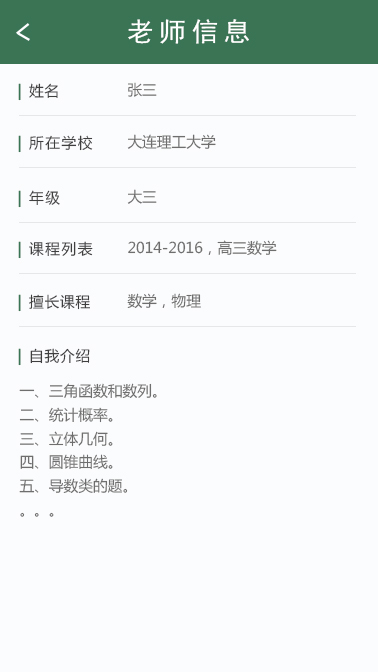 老师信息
姓名 张三
所在学校 大连理工大学
年级 大三
课程列表 2014-2016，高三数学
擅长课程 数学，物理
自我介绍
一、三角函数和数列。
二、统计概率。
三、立体几何。
四、圆锥曲线。
五、导数类的题。
。。。